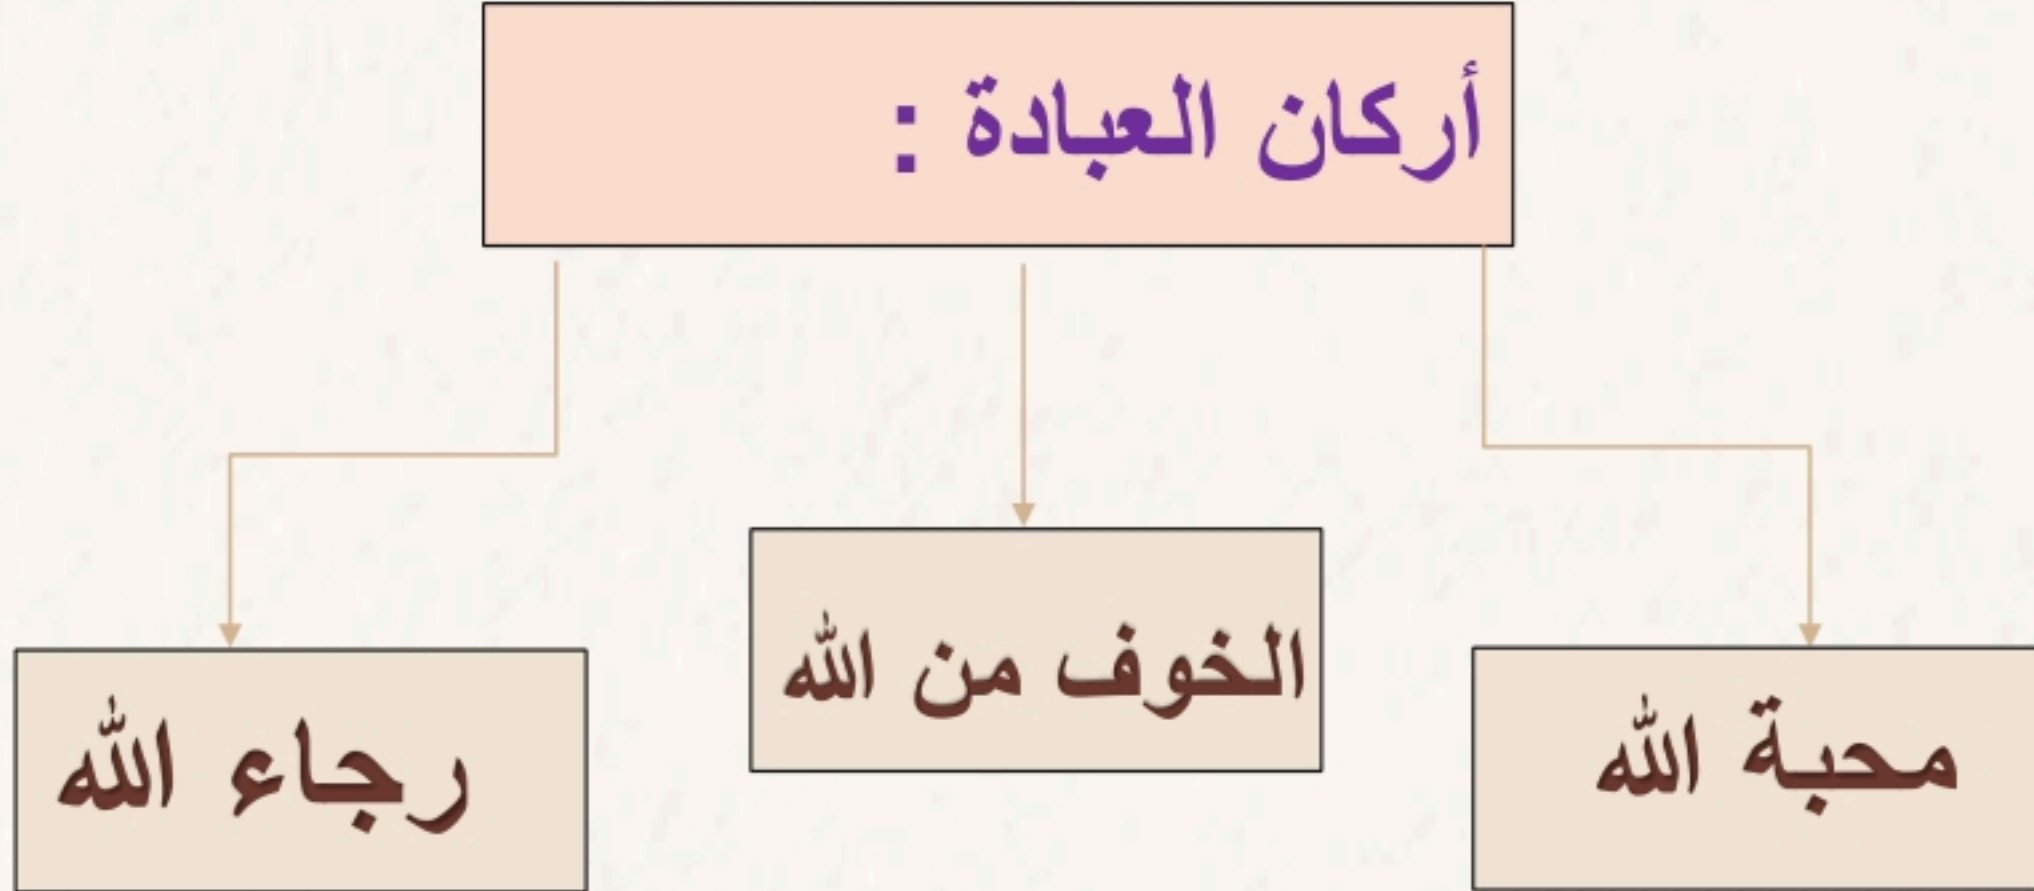 أركان العبادة :
محبة الله
الخوف من الله
رجاء الله